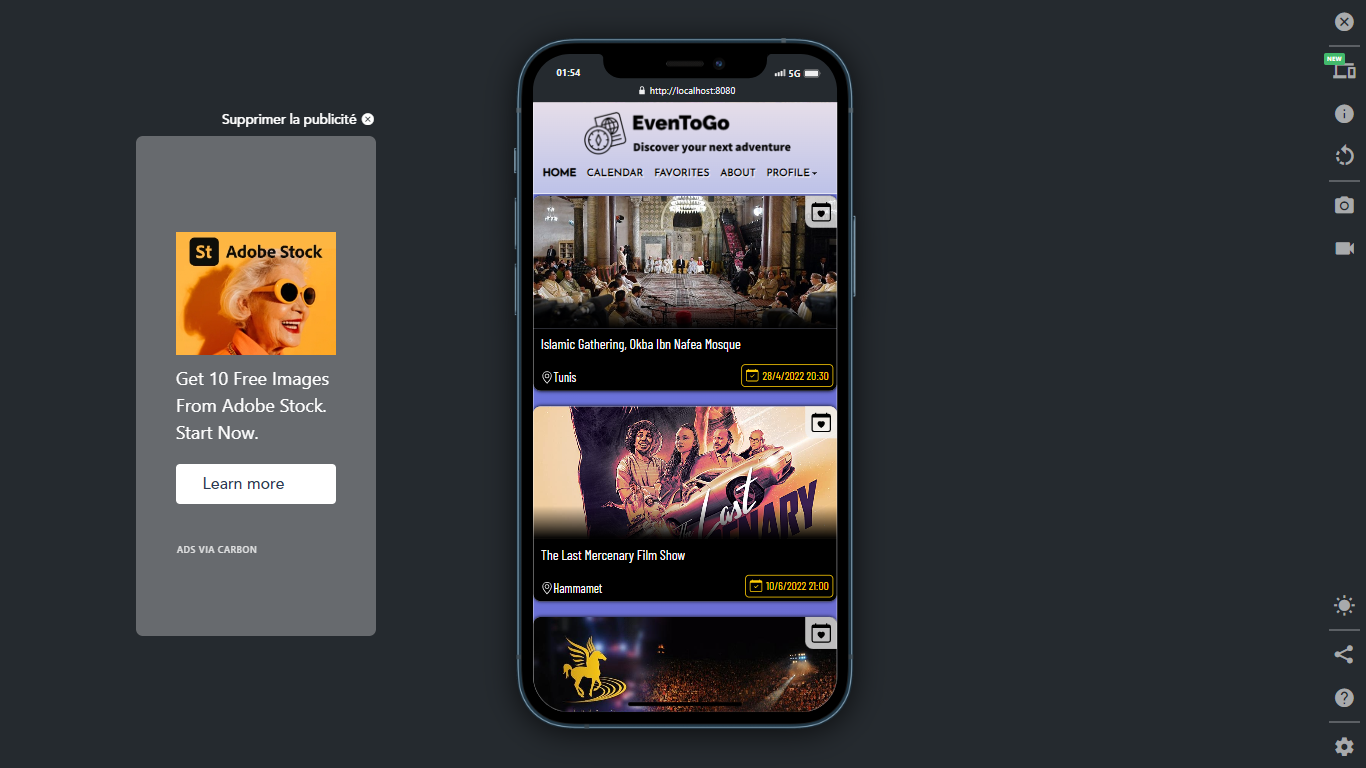 Supprimer la publicité
St Adobe Stock
Get 10 Free Images
From Adobe Stock.
Start Now.
Learn more
ADS VIA CARBON
01:54
5G
http://localhost:8080
EvenToGo
Discover your next adventure
HOME CALENDAR FAVORITES ABOUT PROFILE
Islamic Gathering, Okba Ibn Nafea Mosque
Tunis
28/4/2022 20:30
The Last
The Last Mercenary Film Show
Hammamet
10/6/2022 21:00
NEW